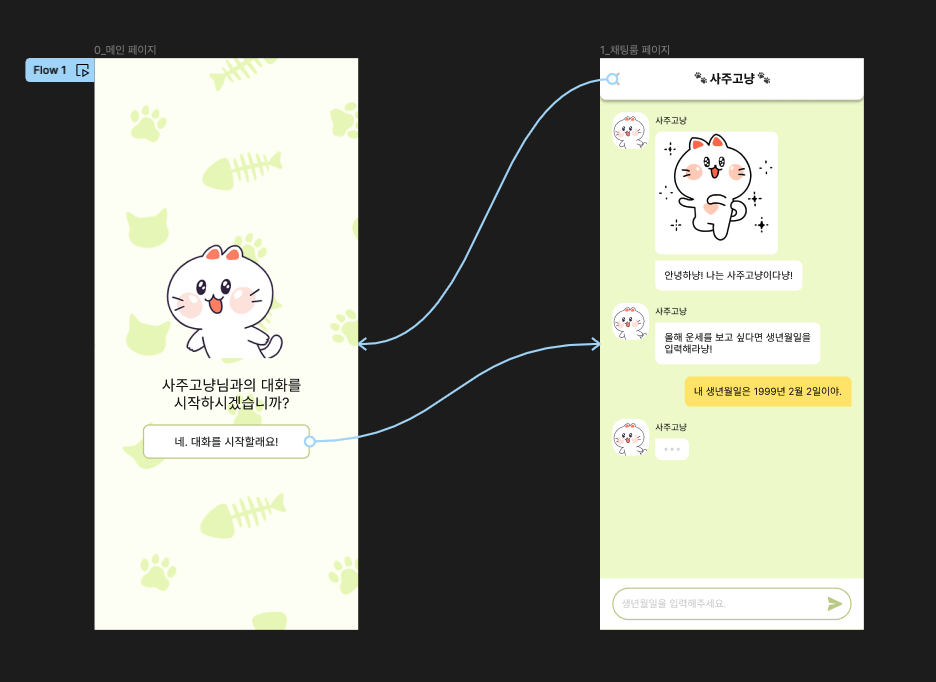 0_메인 페이지
Flow 1
사주고냥님과의 대화를
시작하시겠습니까?
네. 대화를 시작할래요!
1_채팅룸 페이지
🐾 사주고냥 🐾
사주고냥
안녕하냥! 나는 사주고냥이다냥!
사주고냥
올해 운세를 보고 싶다면 생년월일을
입력해라냥!
내 생년월일은 1999년 2월 2일이야.
사주고냥
생년월일을 입력해주세요.